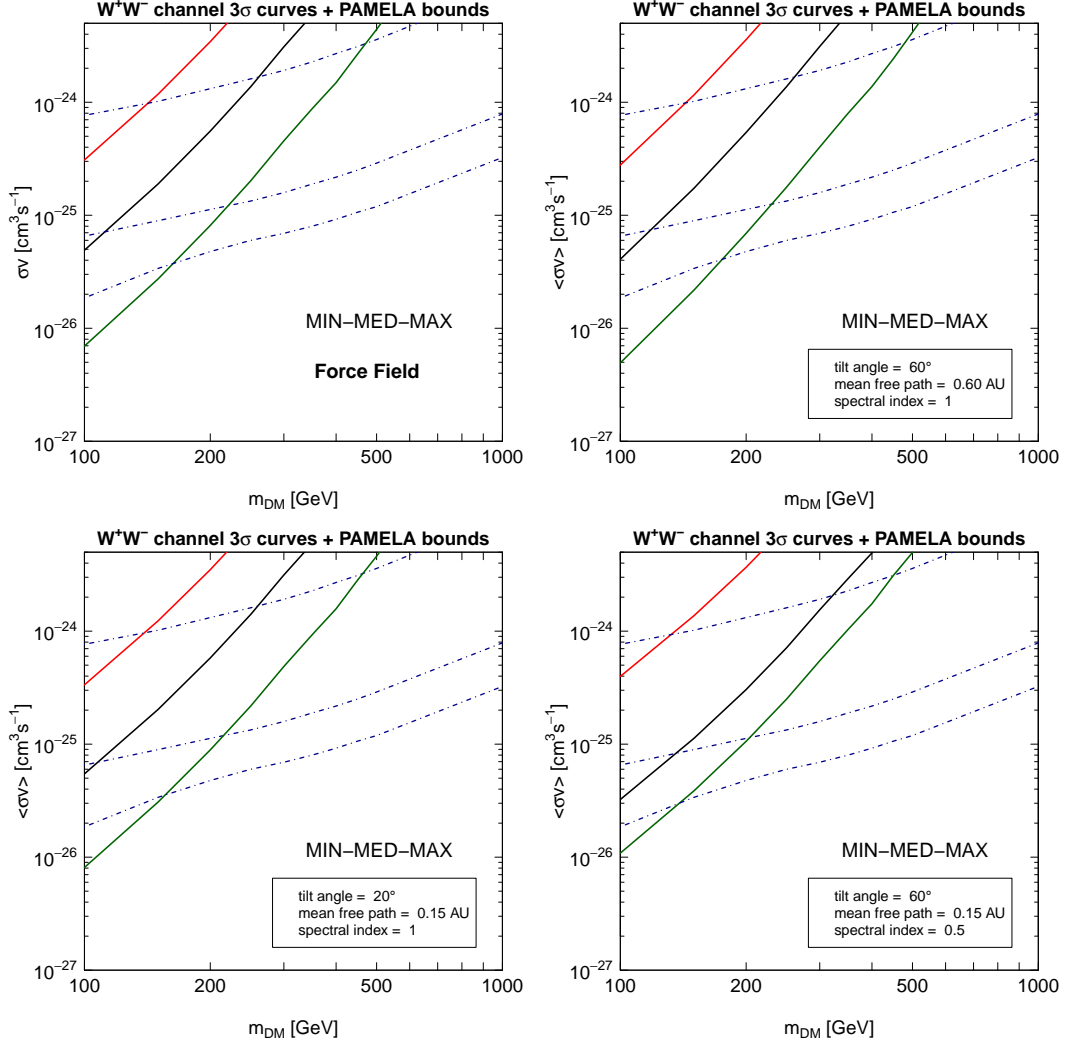 W⁺W⁻ channel 3σ curves + PAMELA bounds
10⁻²⁴
10⁻²⁵
10⁻²⁶
10⁻²⁷
σv [cm³s⁻¹]
MIN−MED−MAX
Force Field
100 200 500 1000
m_DM [GeV]
W⁺W⁻ channel 3σ curves + PAMELA bounds
10⁻²⁴
10⁻²⁵
10⁻²⁶
10⁻²⁷
<σv> [cm³s⁻¹]
MIN−MED−MAX
tilt angle = 60°
mean free path = 0.60 AU
spectral index = 1
100 200 500 1000
m_DM [GeV]
W⁺W⁻ channel 3σ curves + PAMELA bounds
10⁻²⁴
10⁻²⁵
10⁻²⁶
10⁻²⁷
<σv> [cm³s⁻¹]
MIN−MED−MAX
tilt angle = 20°
mean free path = 0.15 AU
spectral index = 1
100 200 500 1000
m_DM [GeV]
W⁺W⁻ channel 3σ curves + PAMELA bounds
10⁻²⁴
10⁻²⁵
10⁻²⁶
10⁻²⁷
<σv> [cm³s⁻¹]
MIN−MED−MAX
tilt angle = 60°
mean free path = 0.15 AU
spectral index = 0.5
100 200 500 1000
m_DM [GeV]